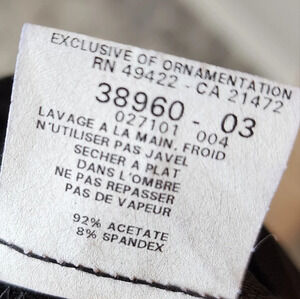 EXCLUSIVE OF ORNAMENTATION
RN 49422 - CA 21472
38960 - 03
027101 004
LAVAGE A LA MAIN, FROID
N'UTILISER PAS JAVEL
SECHER A PLAT
DANS L'OMBRE
NE PAS REPASSER
PAS DE VAPEUR
92% ACETATE
8% SPANDEX